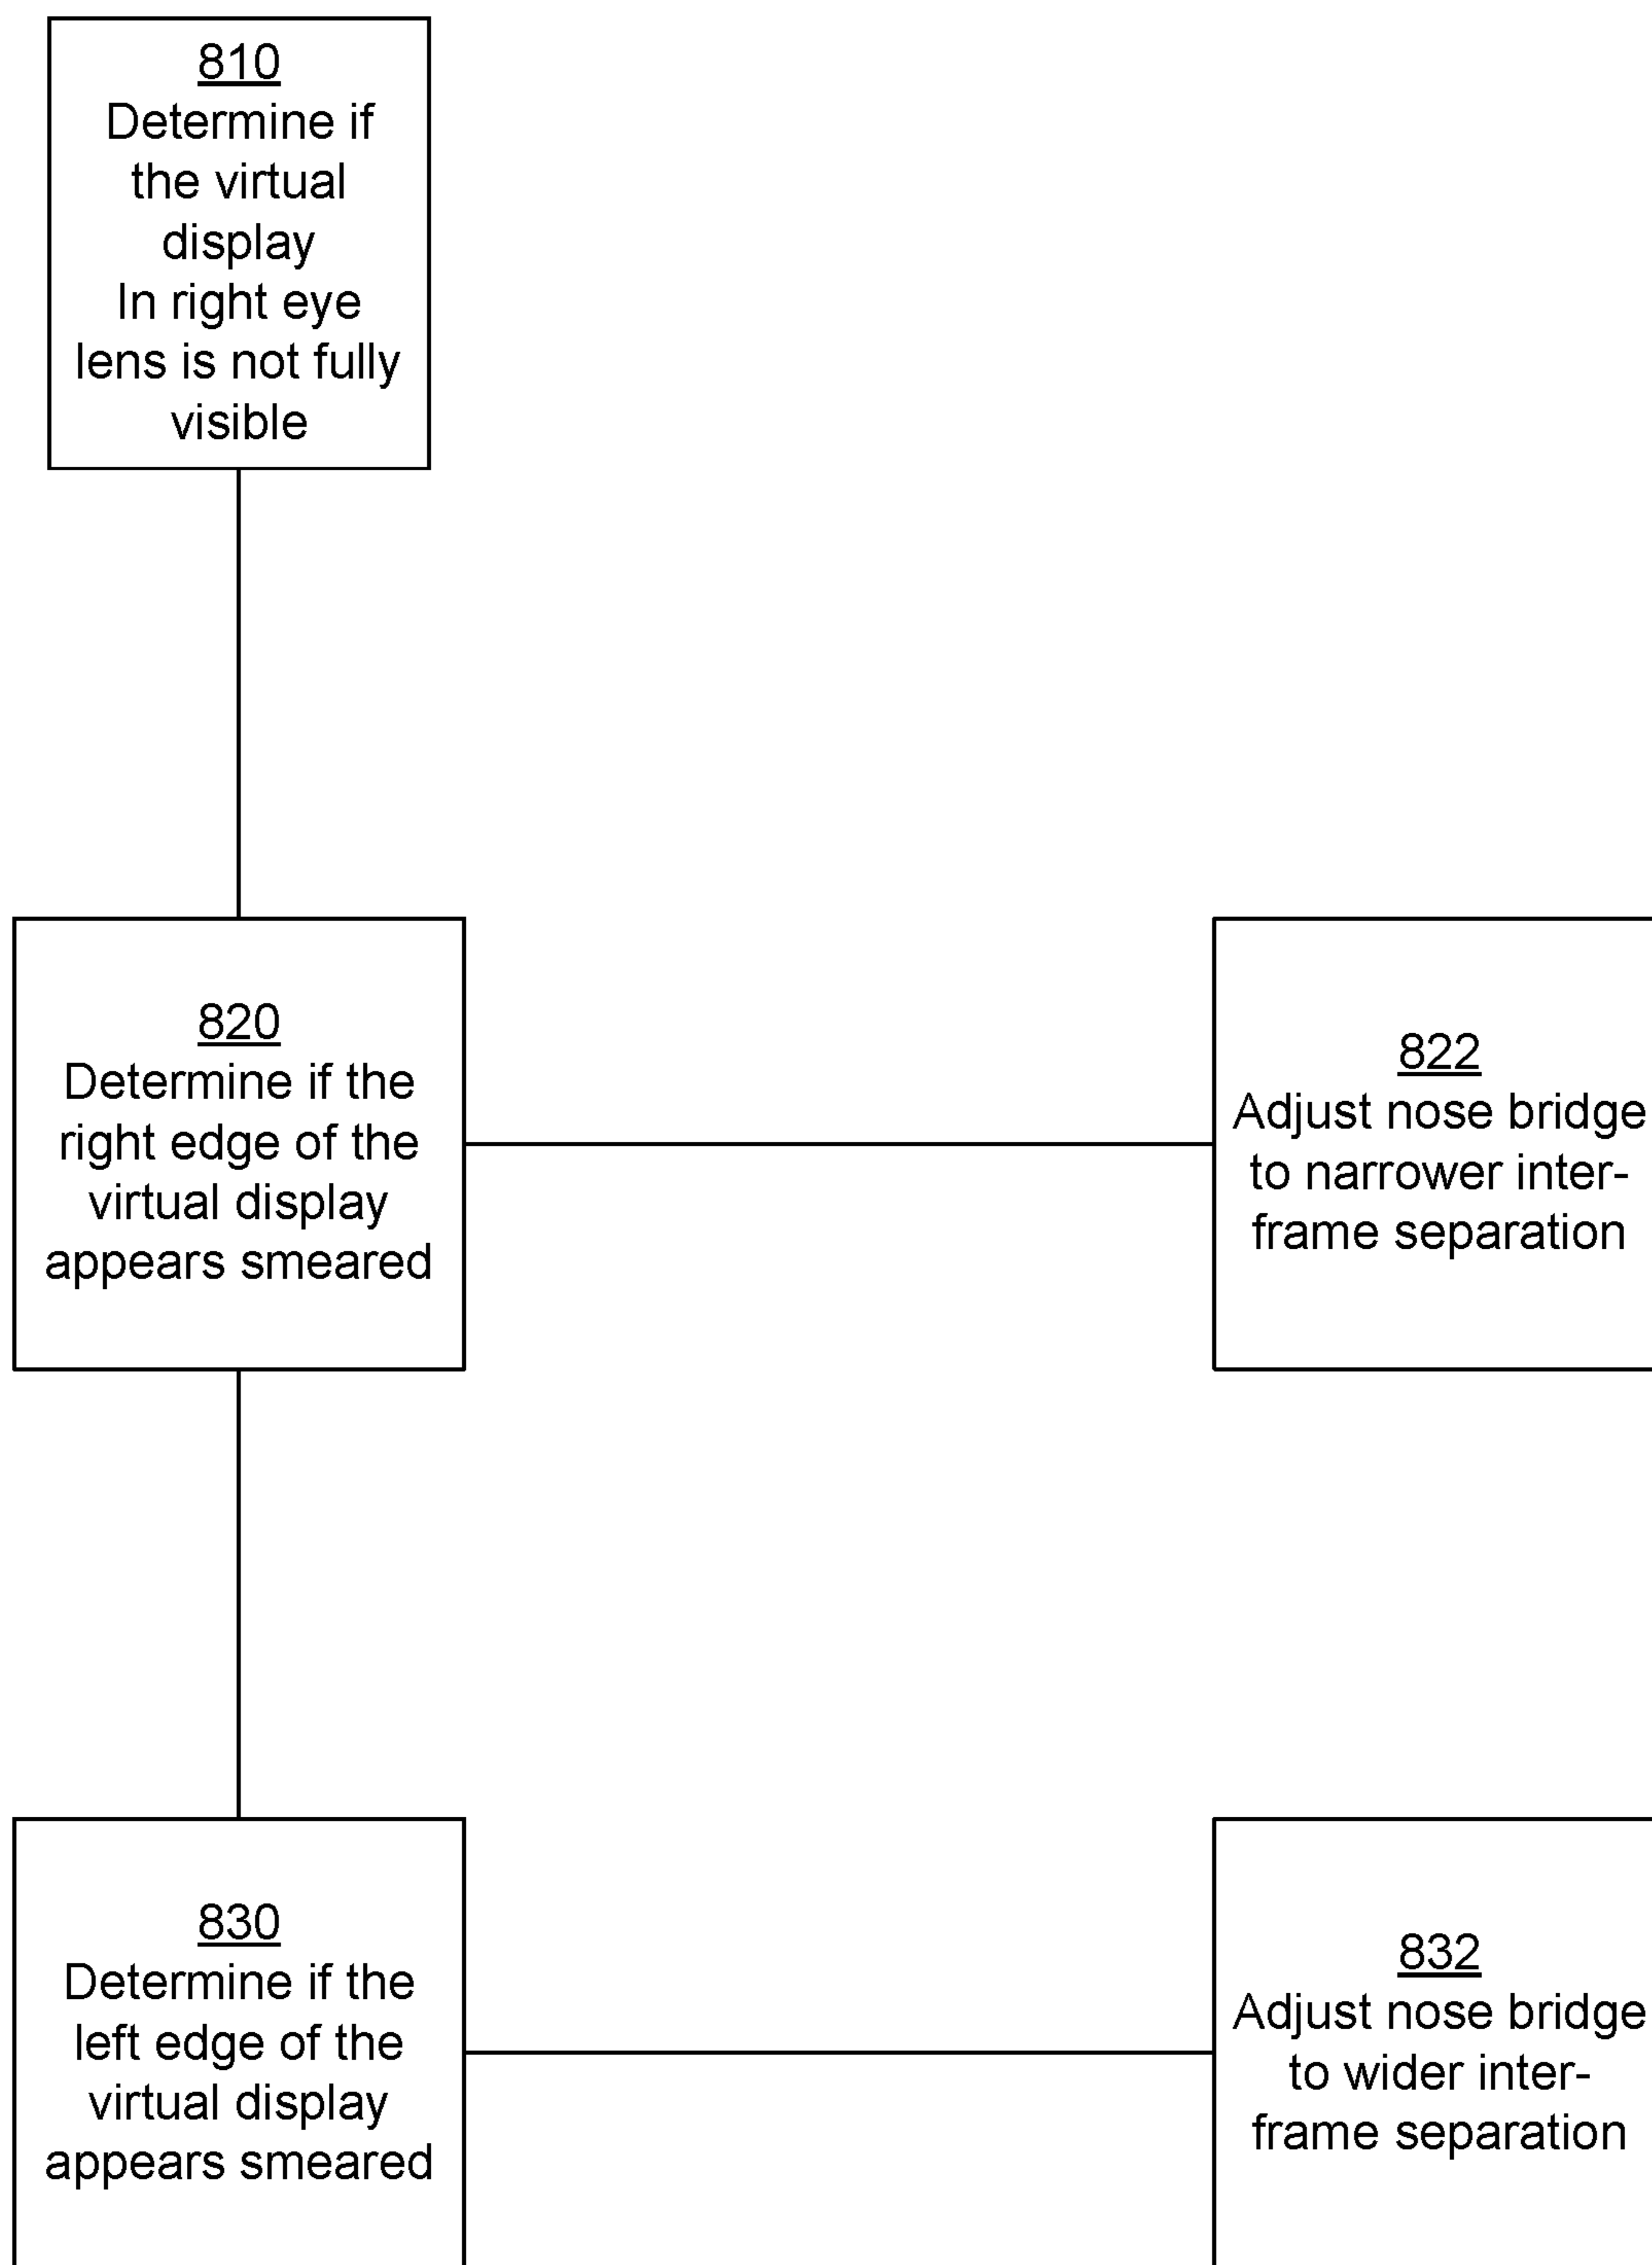 810
Determine if
the virtual
display
In right eye
lens is not fully
visible
820
Determine if the
right edge of the
virtual display
appears smeared
822
Adjust nose bridge
to narrower inter-
frame separation
830
Determine if the
left edge of the
virtual display
appears smeared
832
Adjust nose bridge
to wider inter-
frame separation